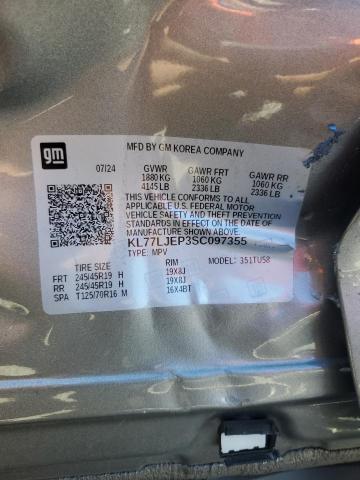 gm
MFD BY GM KOREA COMPANY
07/24 GVWR GAWR FRT GAWR RR
1880 KG 1060 KG 1060 KG
4145 LB 2336 LB 2336 LB
THIS VEHICLE CONFORMS TO ALL
APPLICABLE U.S. FEDERAL MOTOR
VEHICLE SAFETY AND THEFT PREVENTION
STANDARDS IN EFFECT ON THE DATE OF
MANUFACTURE SHOWN ABOVE.
KL77LJEP3SC097355
TYPE: MPV
TIRE SIZE RIM MODEL: 351TUS8
FRT 245/45R19 H 19X8J
RR 245/45R19 H 19X8J
SPA T125/70R16 M 16X4BT